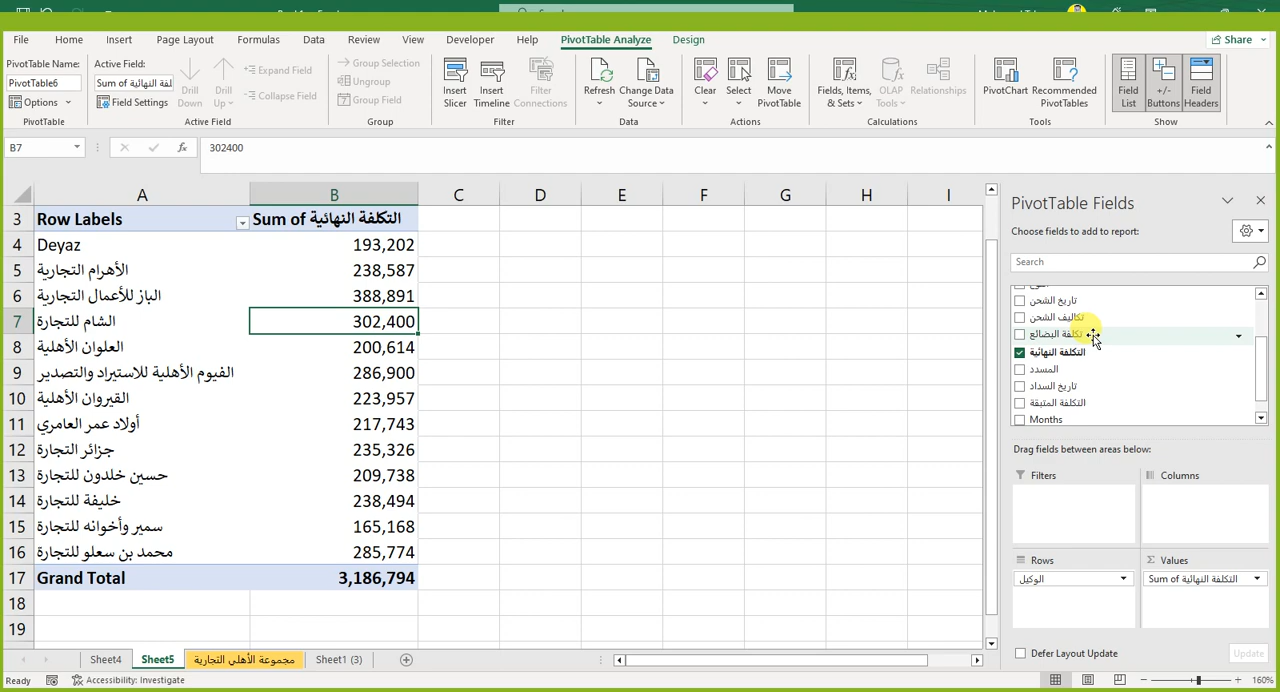 File Home Insert Page Layout Formulas Data Review View Developer Help PivotTable Analyze Design Share
PivotTable Name:
PivotTable6
Options
PivotTable
Active Field:
Sum of التكلفة النهائية
Field Settings
Drill Down
Drill Up
Expand Field
Collapse Field
Active Field
Group Selection
Ungroup
Group Field
Group
Insert Slicer
Insert Timeline
Filter Connections
Filter
Refresh
Change Data Source
Data
Clear
Select
Move PivotTable
Actions
Fields, Items, & Sets
OLAP Tools
Relationships
Calculations
PivotChart
Recommended PivotTables
Tools
Field List
+/- Buttons
Field Headers
Show
B7 fx 302400
A B C D E F G H I
3 Row Labels Sum of التكلفة النهائية
4 Deyaz 193,202
5 الأهرام التجارية 238,587
6 الباز للأعمال التجارية 388,891
7 الشام للتجارة 302,400
8 العلوان الأهلية 200,614
9 الفيوم الأهلية للاستيراد والتصدير 286,900
10 القيروان الأهلية 223,957
11 أولاد عمر العامري 217,743
12 جزائر التجارة 235,326
13 حسين خلدون للتجارة 209,738
14 خليفة للتجارة 238,494
15 سمير وأخوانه للتجارة 165,168
16 محمد بن سعلو للتجارة 285,774
17 Grand Total 3,186,794
18
19
PivotTable Fields
Choose fields to add to report:
Search
تاريخ الشحن
تكاليف الشحن
تكلفة البضائع
التكلفة النهائية
المسدد
تاريخ السداد
التكلفة المتبقة
Months
Drag fields between areas below:
Filters
Columns
Rows
الوكيل
Values
Sum of التكلفة النهائية
Defer Layout Update
Update
Sheet4 Sheet5 مجموعة الأهلي التجارية Sheet1 (3)
Ready Accessibility: Investigate 160%